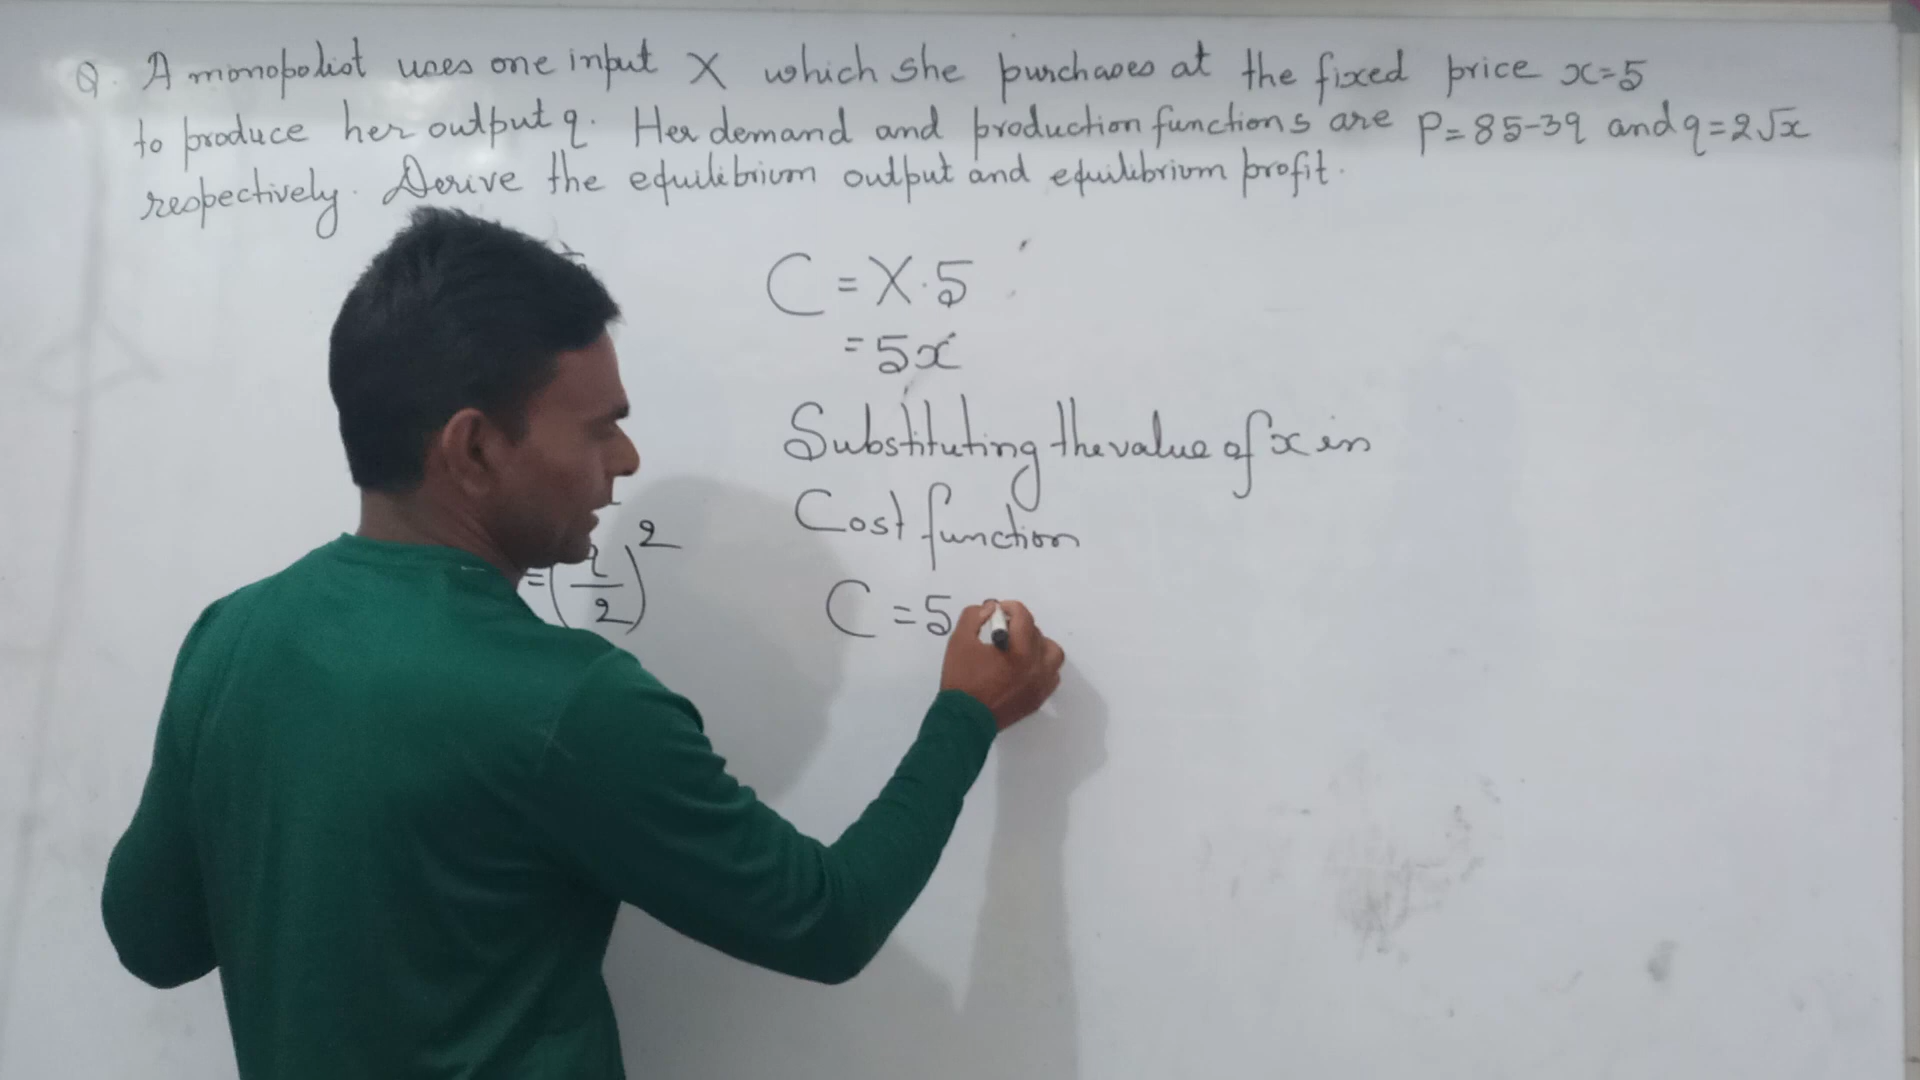 Q. A monopolist uses one input X which she purchases at the fixed price x=5
to produce her output q. Her demand and production functions are P=85-3q and q=2√x
respectively. Derive the equilibrium output and equilibrium profit.
C = X·5
= 5x
Substituting the value of x in
Cost function
= (q/2)²
C = 5